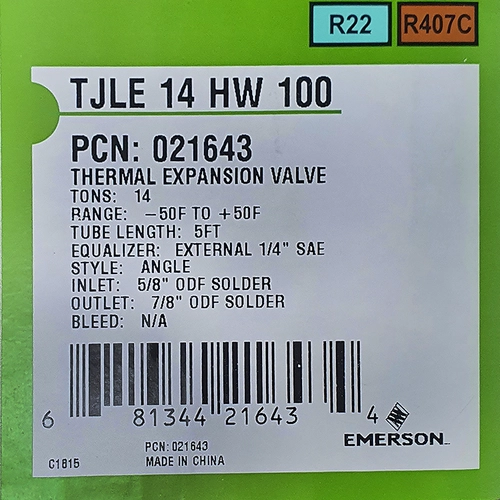 R22 R407C
TJLE 14 HW 100
PCN: 021643
THERMAL EXPANSION VALVE
TONS: 14
RANGE: -50F TO +50F
TUBE LENGTH: 5FT
EQUALIZER: EXTERNAL 1/4" SAE
STYLE: ANGLE
INLET: 5/8" ODF SOLDER
OUTLET: 7/8" ODF SOLDER
BLEED: N/A
6 81344 21643 4
EMERSON
PCN: 021643
C1815 MADE IN CHINA